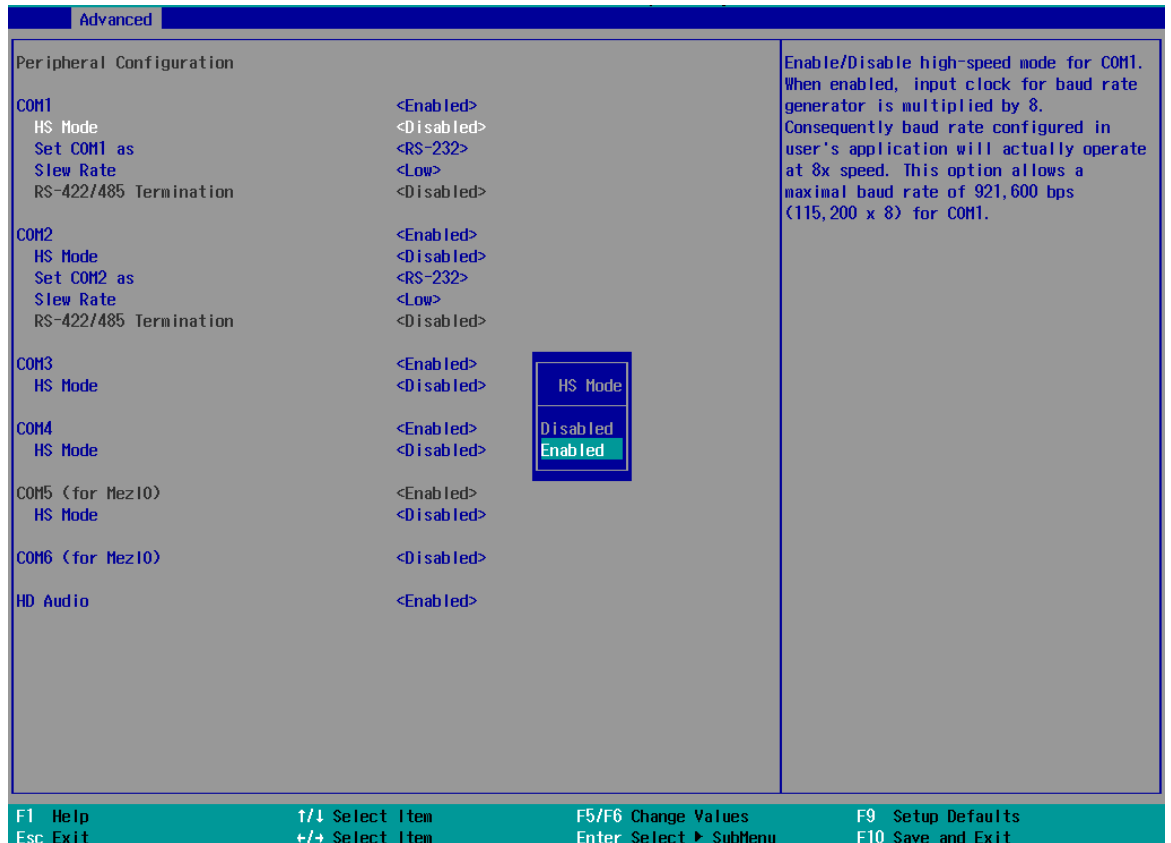 Advanced
Peripheral Configuration
COM1 <Enabled>
HS Mode <Disabled>
Set COM1 as <RS-232>
Slew Rate <Low>
RS-422/485 Termination <Disabled>
COM2 <Enabled>
HS Mode <Disabled>
Set COM2 as <RS-232>
Slew Rate <Low>
RS-422/485 Termination <Disabled>
COM3 <Enabled>
HS Mode <Disabled>
COM4 <Enabled>
HS Mode <Disabled>
COM5 (for MezIO) <Enabled>
HS Mode <Disabled>
COM6 (for MezIO) <Disabled>
HD Audio <Enabled>
HS Mode
Disabled
Enabled
Enable/Disable high-speed mode for COM1.
When enabled, input clock for baud rate
generator is multiplied by 8.
Consequently baud rate configured in
user's application will actually operate
at 8x speed. This option allows a
maximal baud rate of 921,600 bps
(115,200 x 8) for COM1.
F1 Help ↑/↓ Select Item F5/F6 Change Values F9 Setup Defaults
Esc Exit ←/→ Select Item Enter Select ▶ SubMenu F10 Save and Exit